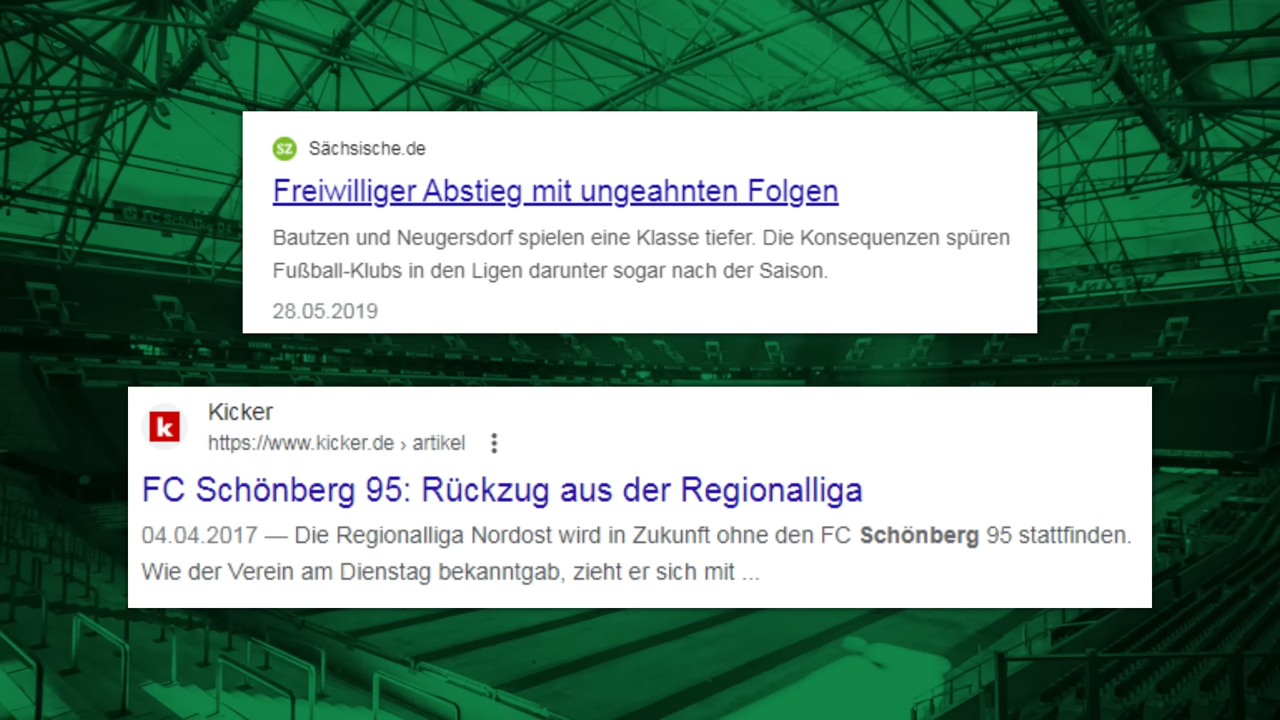 SZ Sächsische.de
Freiwilliger Abstieg mit ungeahnten Folgen
Bautzen und Neugersdorf spielen eine Klasse tiefer. Die Konsequenzen spüren
Fußball-Klubs in den Ligen darunter sogar nach der Saison.
28.05.2019
k
Kicker
https://www.kicker.de › artikel
FC Schönberg 95: Rückzug aus der Regionalliga
04.04.2017 — Die Regionalliga Nordost wird in Zukunft ohne den FC Schönberg 95 stattfinden.
Wie der Verein am Dienstag bekanntgab, zieht er sich mit ...